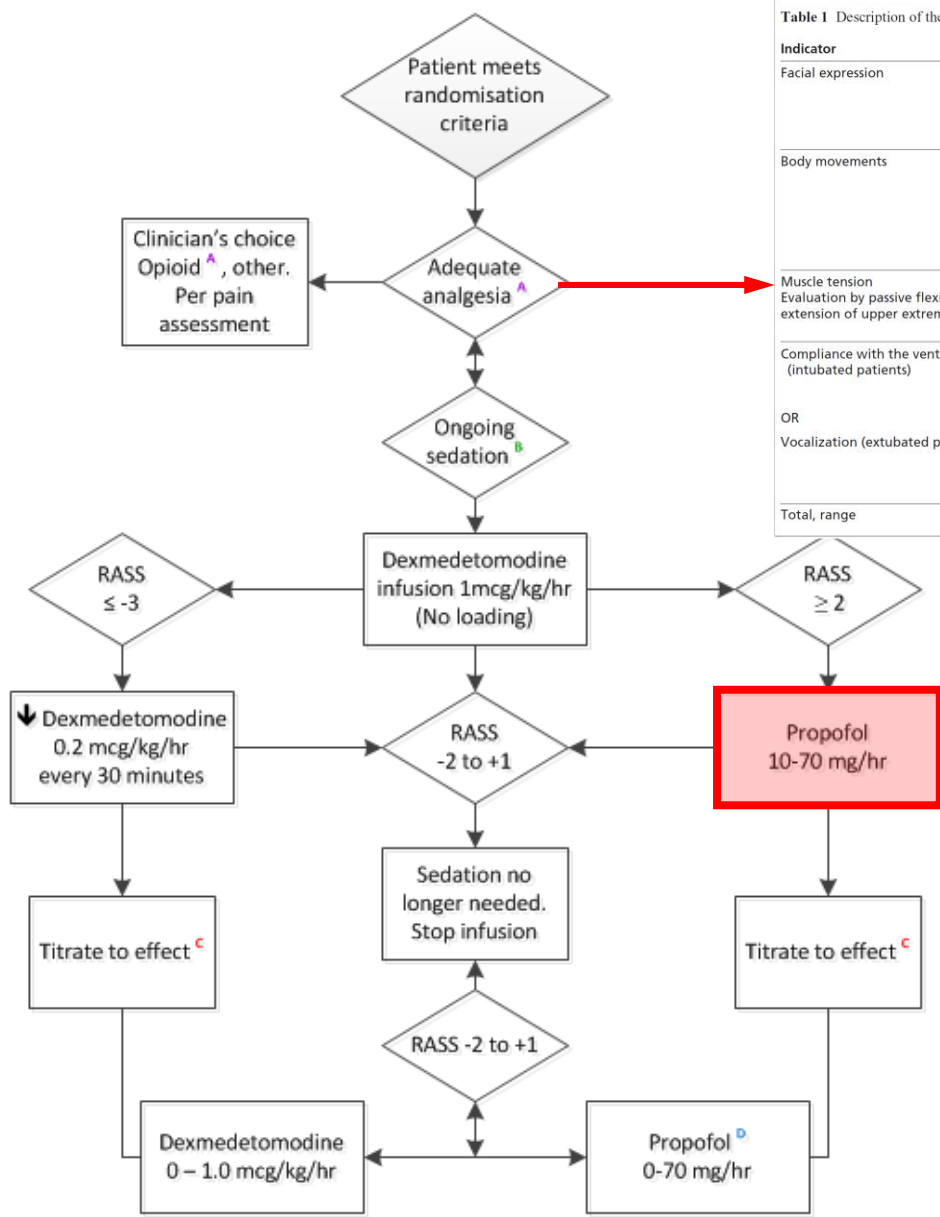 Patient meets
randomisation
criteria
Clinician's choice
Opioid A , other.
Per pain
assessment
Adequate
analgesia A
Ongoing
sedation B
Dexmedetomodine
infusion 1mcg/kg/hr
(No loading)
RASS
≤ -3
RASS
≥ 2
Dexmedetomodine
0.2 mcg/kg/hr
every 30 minutes
RASS
-2 to +1
Propofol
10-70 mg/hr
Titrate to effect C
Sedation no
longer needed.
Stop infusion
Titrate to effect C
RASS -2 to +1
Dexmedetomodine
0 – 1.0 mcg/kg/hr
Propofol D
0-70 mg/hr
Table 1 Description of the
Indicator
Facial expression
Body movements
Muscle tension
Evaluation by passive flexi
extension of upper extrem
Compliance with the vent
(intubated patients)
OR
Vocalization (extubated p
Total, range